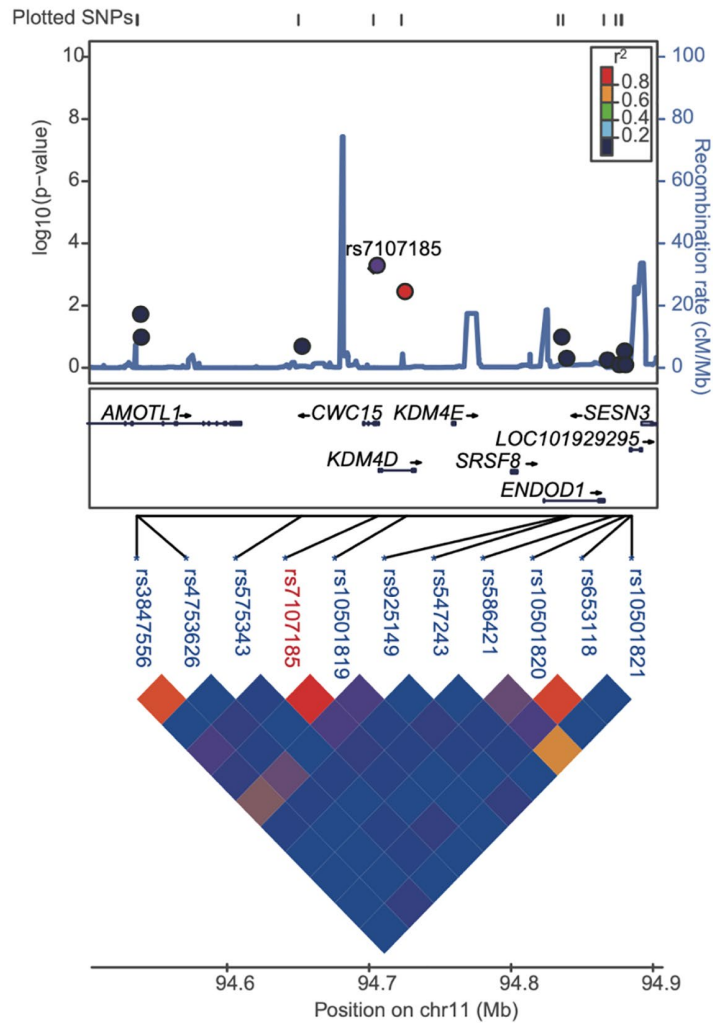 Plotted SNPs
10 100
r²
0.8
8 80
0.6
0.4
0.2
6 60
log10(p−value)
Recombination rate (cM/Mb)
rs7107185
4 40
2 20
0 0
AMOTL1 CWC15 KDM4E SESN3
LOC101929295
KDM4D SRSF8
ENDOD1
rs3847556
rs4753626
rs575343
rs7107185
rs10501819
rs925149
rs547243
rs586421
rs10501820
rs653118
rs10501821
94.6 94.7 94.8 94.9
Position on chr11 (Mb)